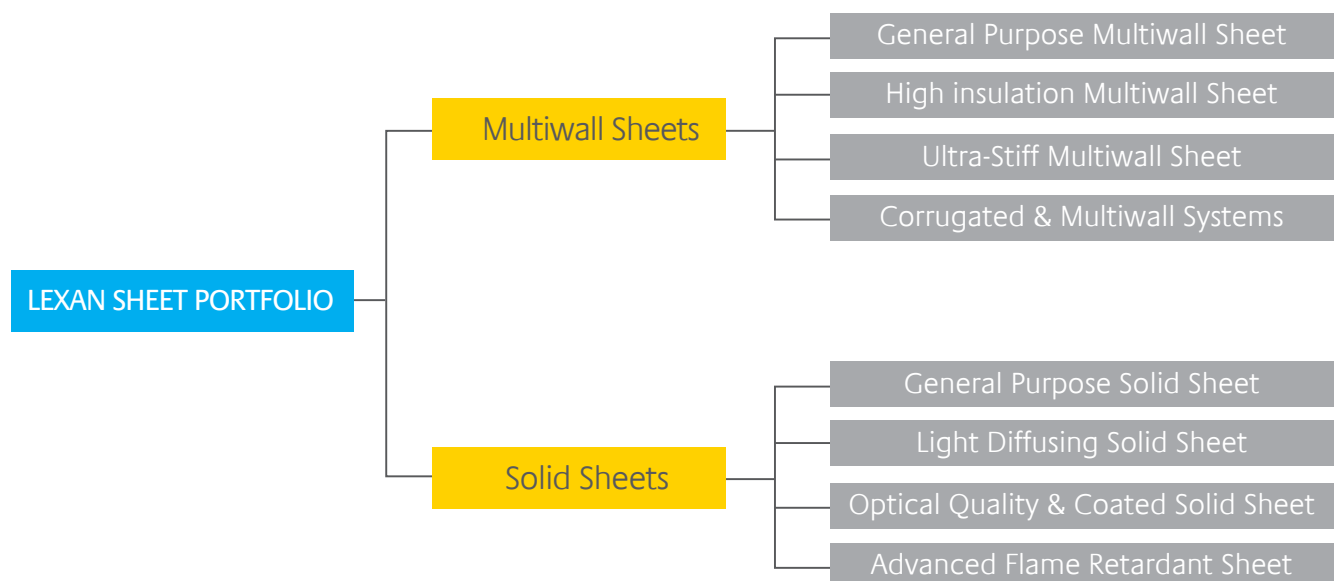 LEXAN SHEET PORTFOLIO
Multiwall Sheets
General Purpose Multiwall Sheet
High insulation Multiwall Sheet
Ultra-Stiff Multiwall Sheet
Corrugated & Multiwall Systems
Solid Sheets
General Purpose Solid Sheet
Light Diffusing Solid Sheet
Optical Quality & Coated Solid Sheet
Advanced Flame Retardant Sheet